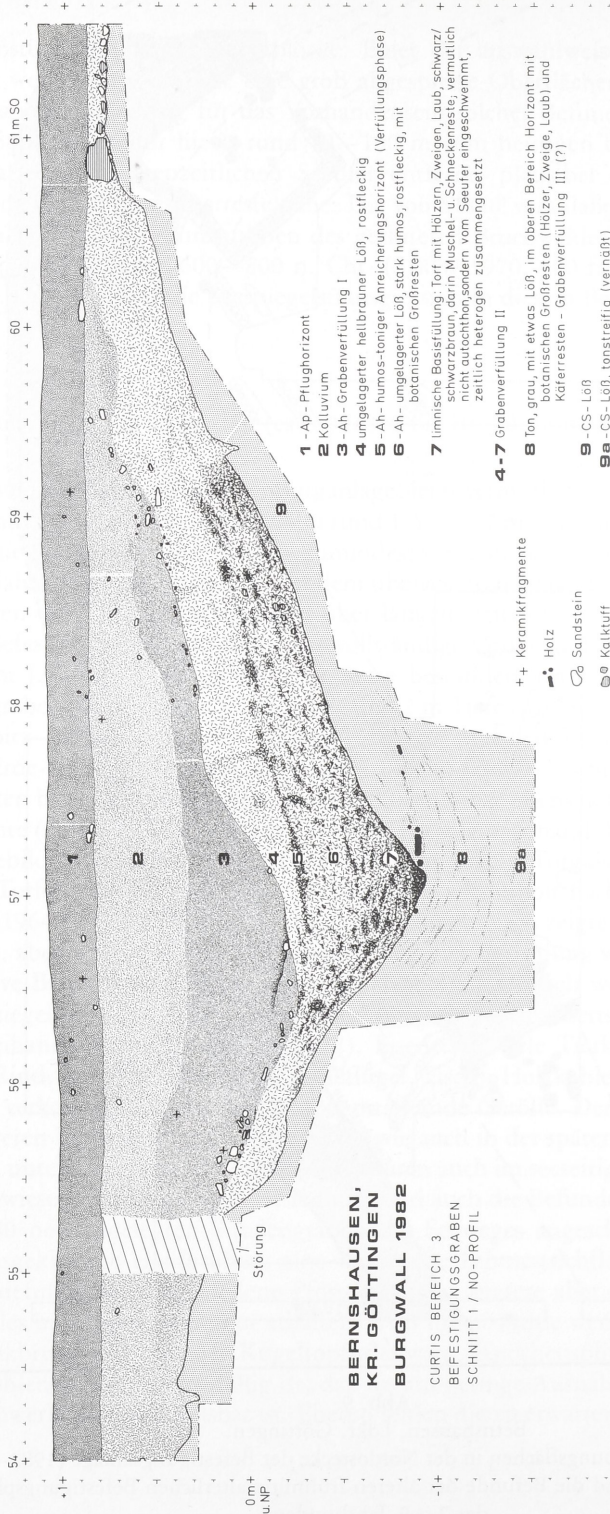 54 55 56 57 58 59 60 61 m SO
+1
0 m
u.NP
-1
1
2
3
4
5
6
7
8
9a
9
Störung
BERNSHAUSEN,
KR. GÖTTINGEN
BURGWALL 1982
CURTIS BEREICH 3
BEFESTIGUNGSGRABEN
SCHNITT 1 / NO-PROFIL
+ + Keramikfragmente
Holz
Sandstein
Kalktuff
1 - Ap - Pflughorizont
2 Kolluvium
3 - Ah - Grabenverfüllung I
4 umgelagerter hellbrauner Löß, rostfleckig
5 - Ah - humos-toniger Anreicherungshorizont (Verfüllungsphase)
6 - Ah - umgelagerter Löß, stark humos, rostfleckig, mit
botanischen Großresten
7 limnische Basisfüllung: Torf mit Hölzern, Zweigen, Laub, schwarz/
schwarzbraun, darin Muschel- u. Schneckenreste; vermutlich
nicht autochthon, sondern vom Seeufer eingeschwemmt,
zeitlich heterogen zusammengesetzt
4-7 Grabenverfüllung II
8 Ton, grau, mit etwas Löß, im oberen Bereich Horizont mit
botanischen Großresten (Hölzer, Zweige, Laub) und
Käferresten - Grabenverfüllung III (?)
9 - CS - Löß
9a - CS - Löß, tonstreifig (vernäßt)